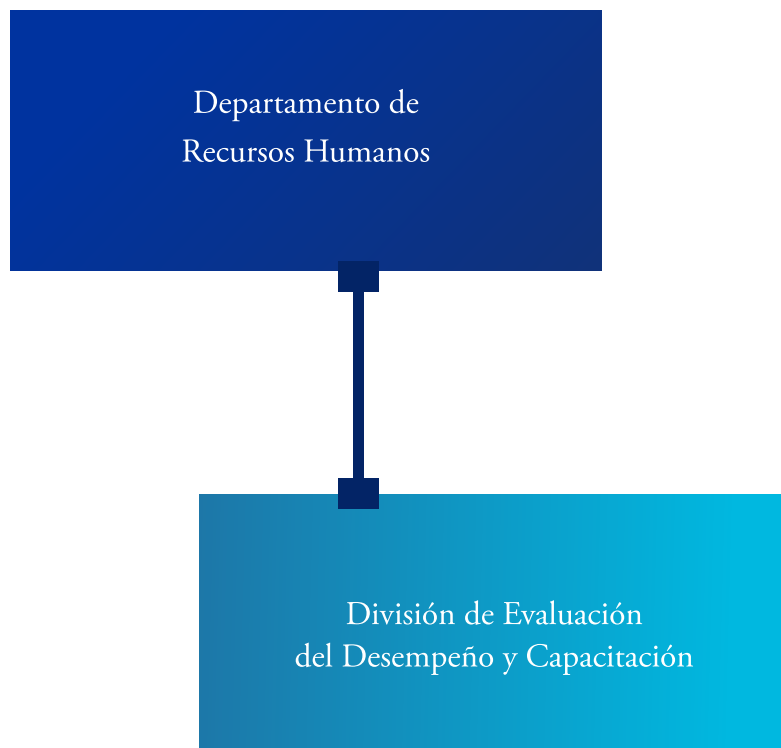 Departamento de
Recursos Humanos
División de Evaluación
del Desempeño y Capacitación